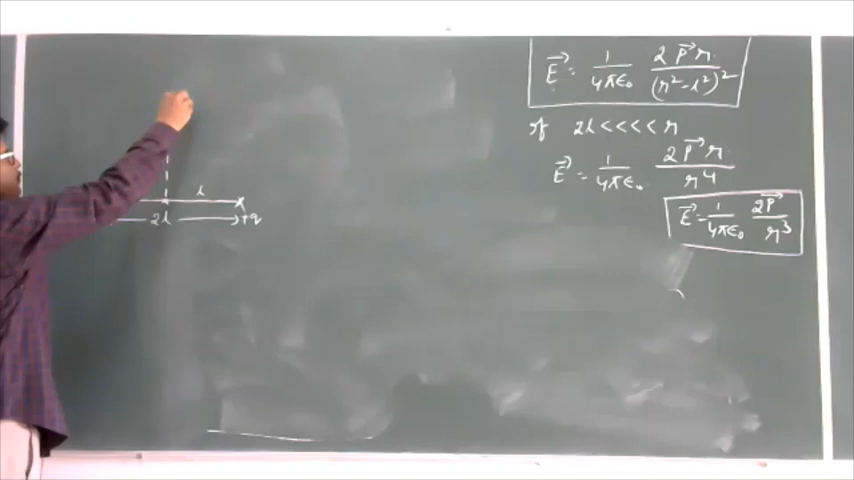 l
2l +q
E⃗ = 1/4πε₀ 2p⃗r/(r²-l²)²
If 2l <<<< r
E⃗ = 1/4πε₀ 2p⃗r/r⁴
E⃗ = 1/4πε₀ 2p⃗/r³